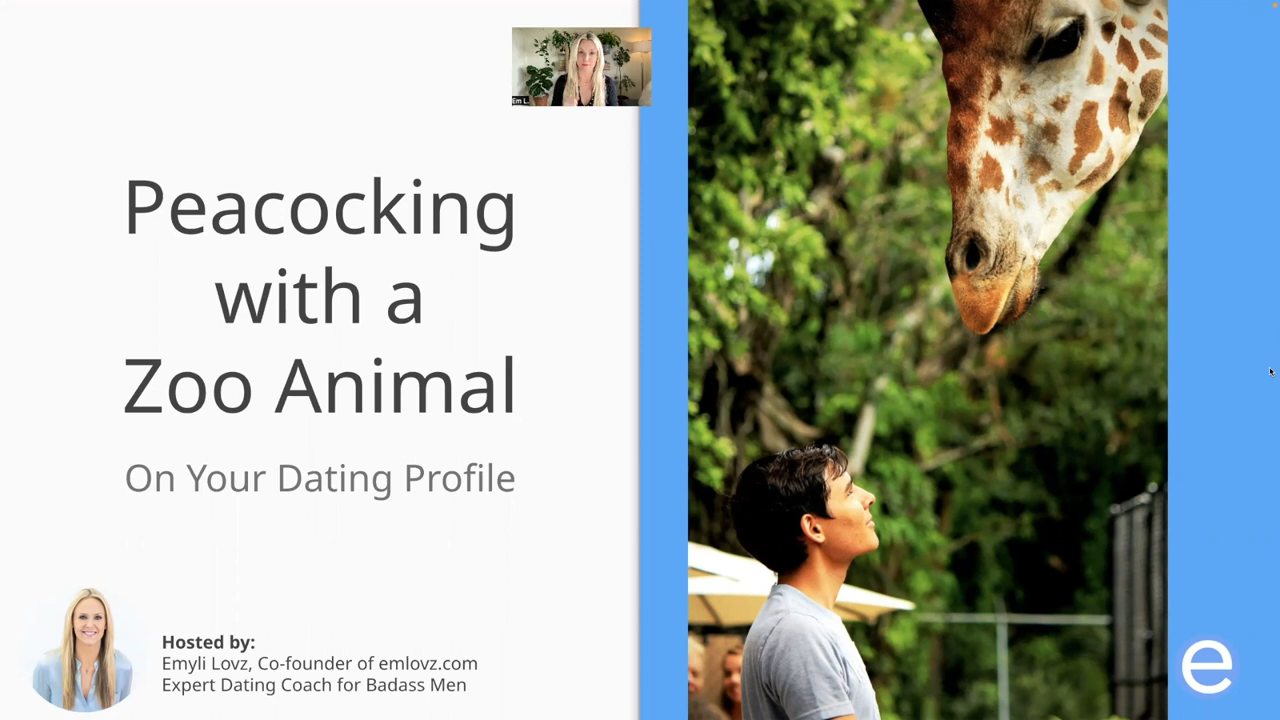 Em L.
Peacocking
with a
Zoo Animal
On Your Dating Profile
Hosted by:
Emyli Lovz, Co-founder of emlovz.com
Expert Dating Coach for Badass Men
e